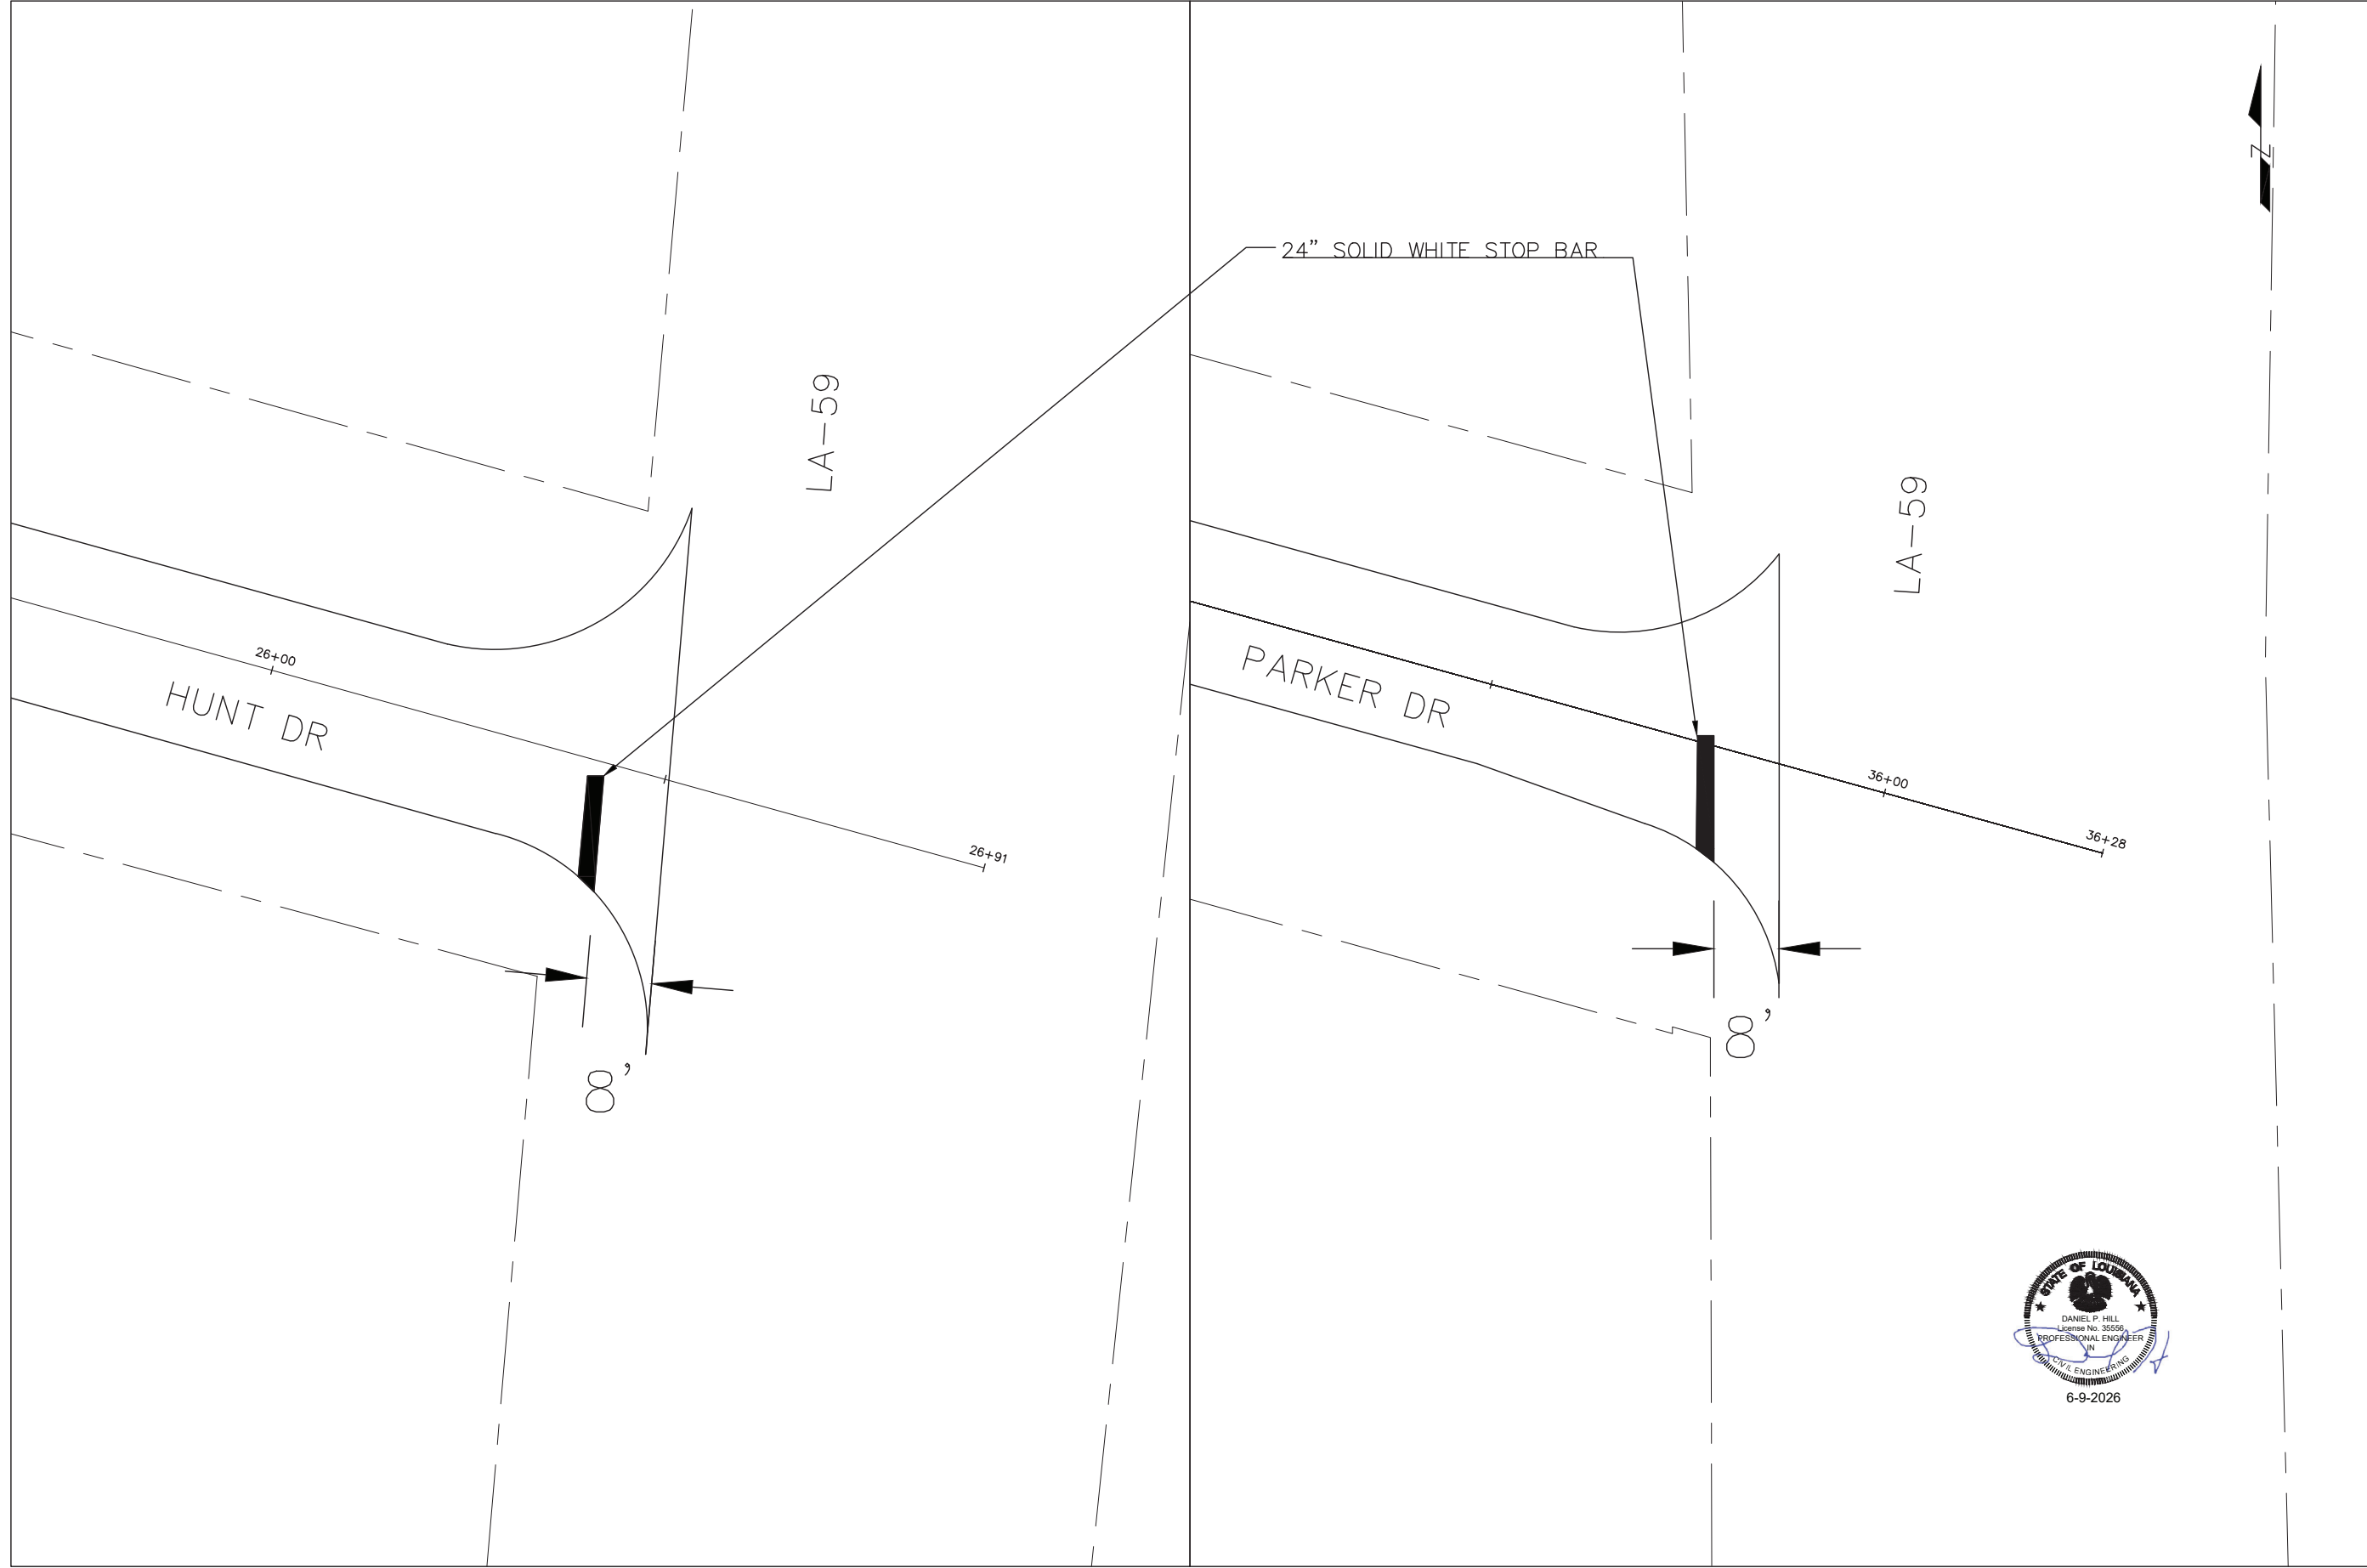 24" SOLID WHITE STOP BAR
LA-59
26+00
HUNT DR
26+91
8'
N
LA-59
PARKER DR
36+00
36+28
8'
STATE OF LOUISIANA
DANIEL P. HILL
License No. 35556
PROFESSIONAL ENGINEER
IN
CIVIL ENGINEERING
6-9-2026